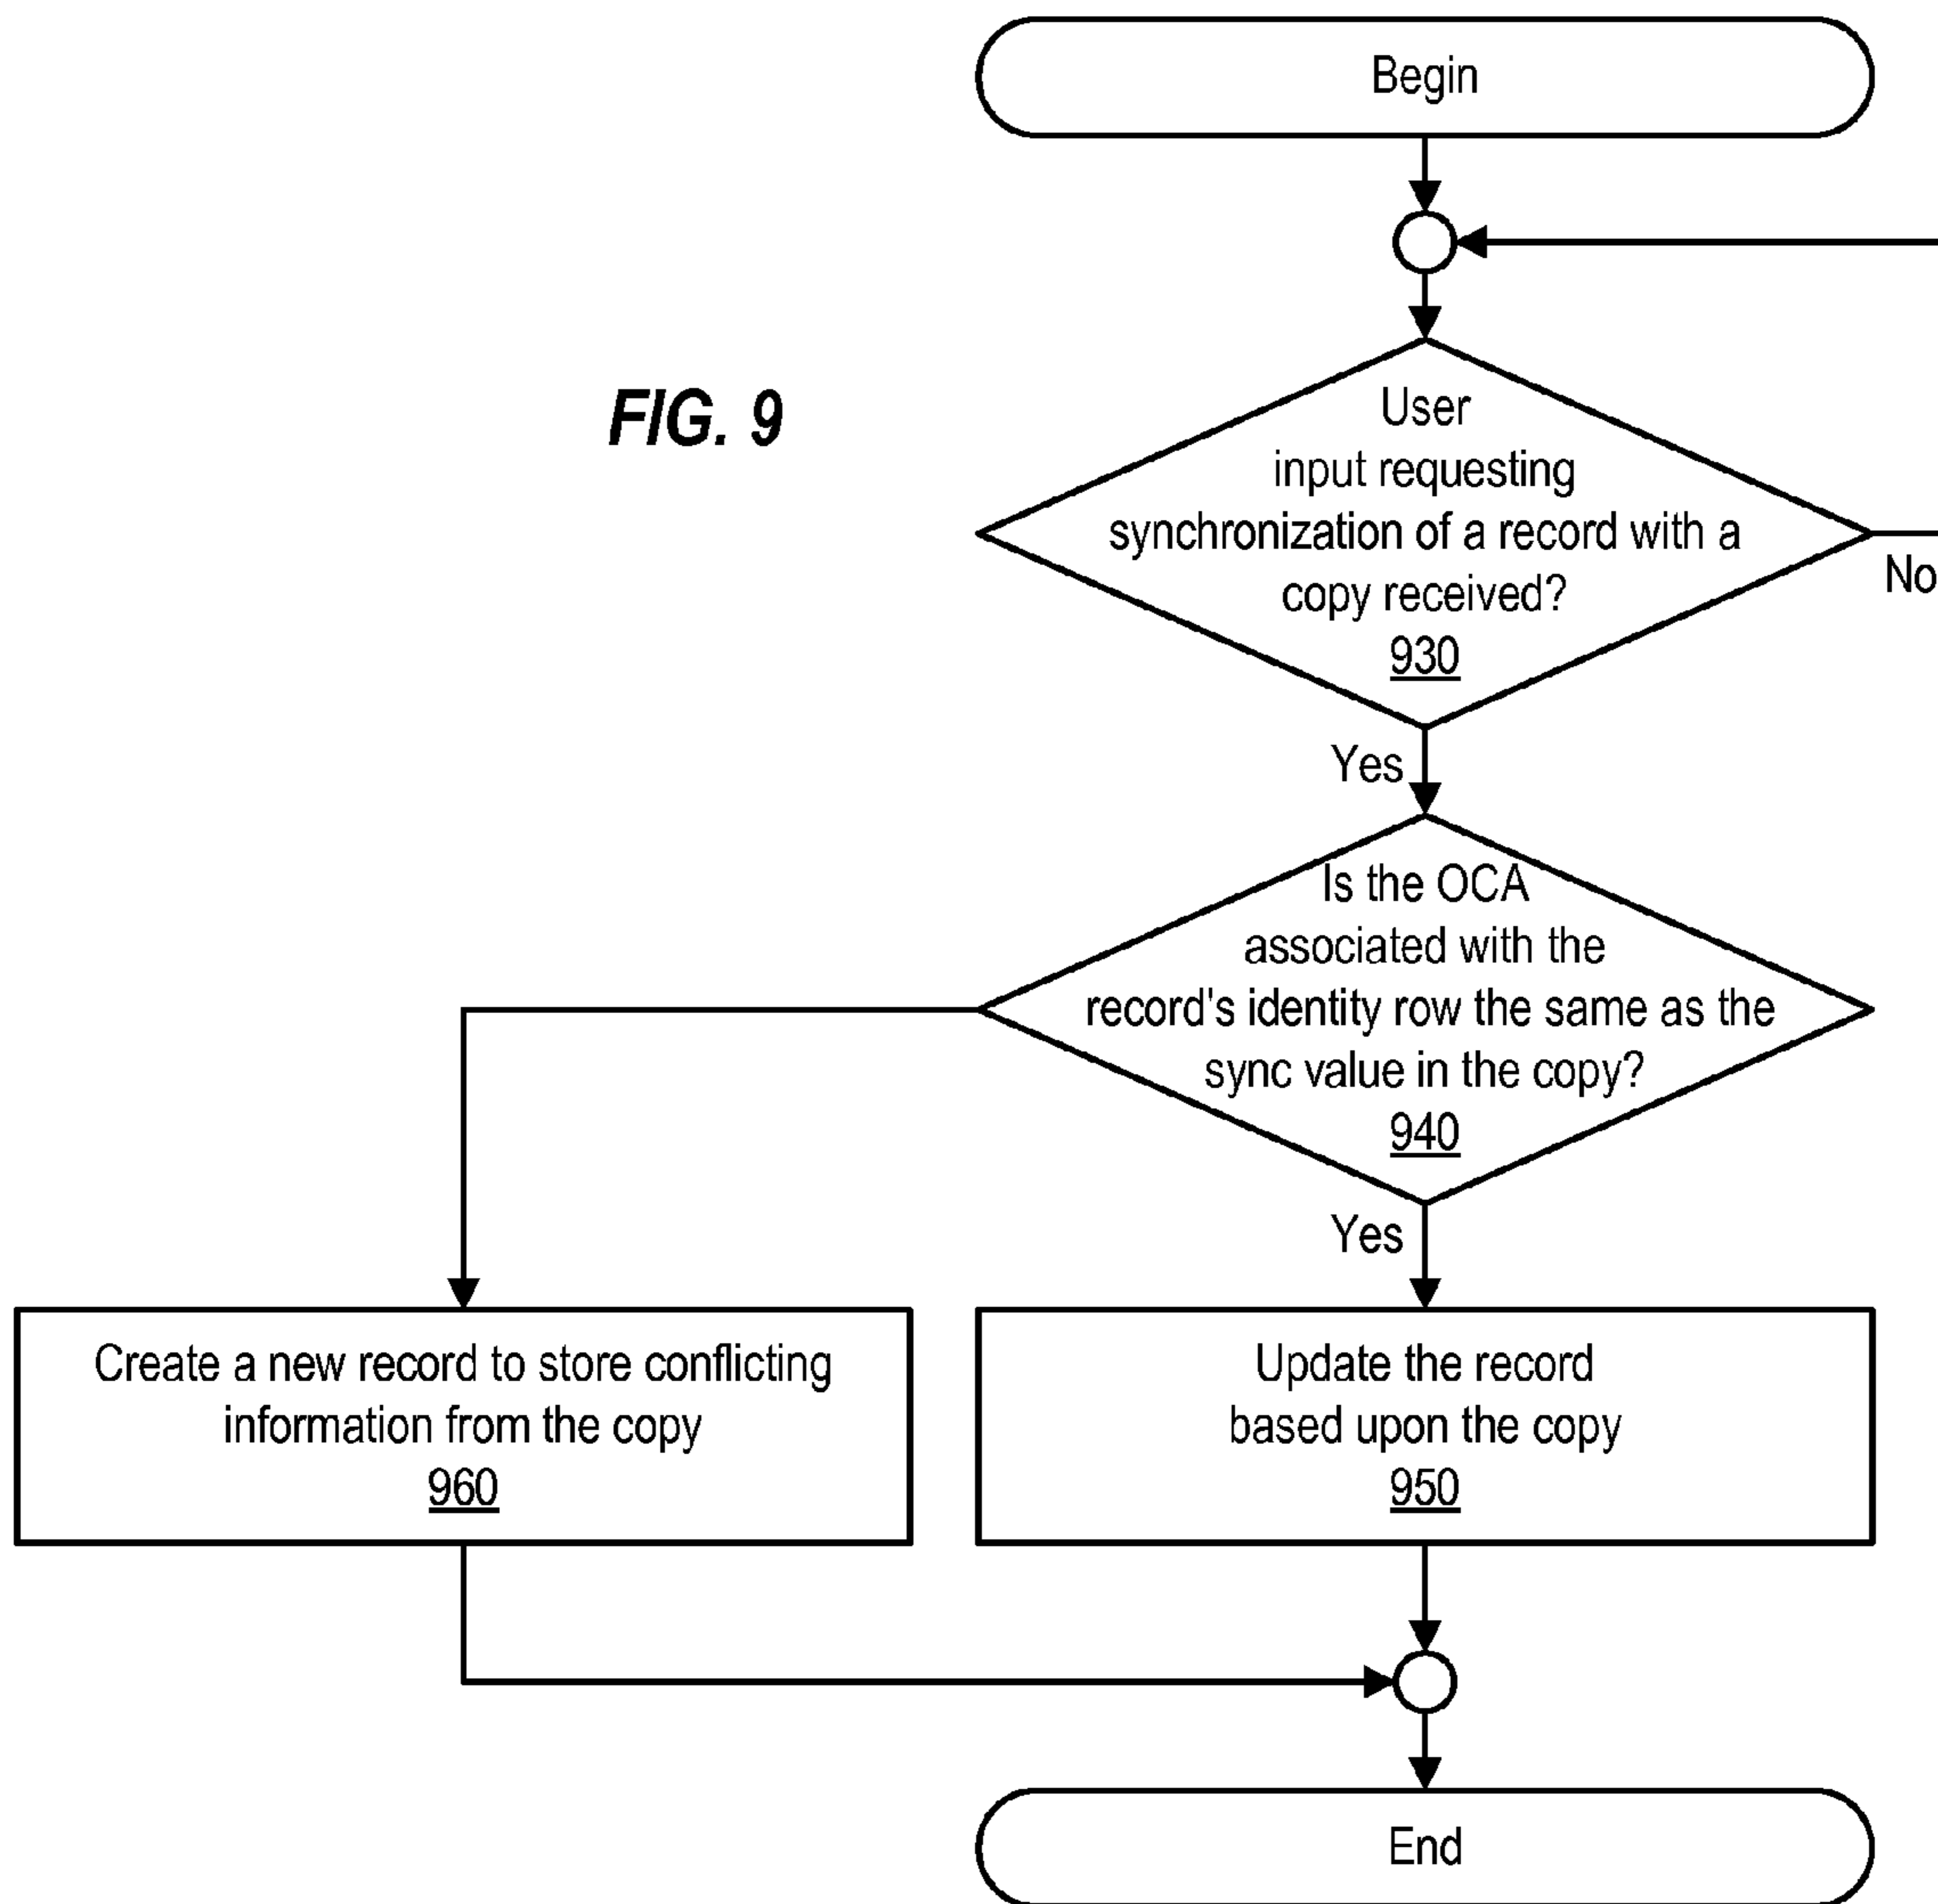 Begin
FIG. 9
User
input requesting
synchronization of a record with a
copy received?
930
No
Yes
Is the OCA
associated with the
record's identity row the same as the
sync value in the copy?
940
Yes
Create a new record to store conflicting
information from the copy
960
Update the record
based upon the copy
950
End